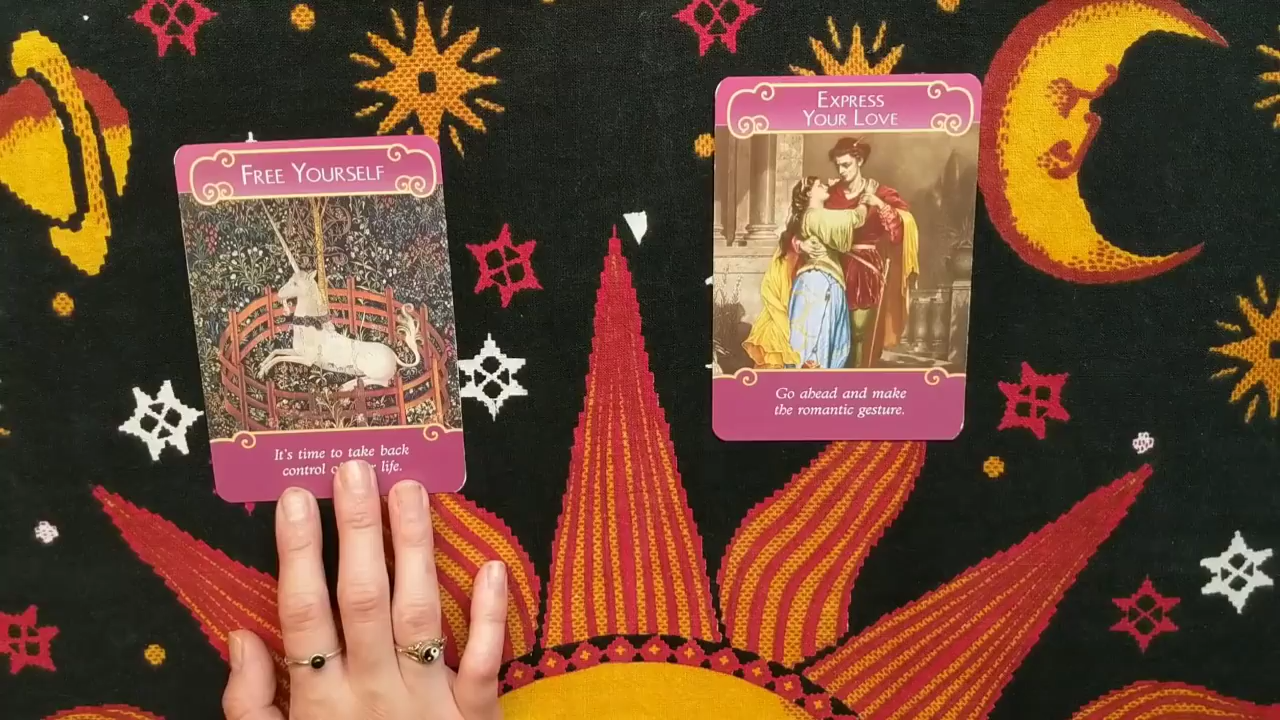 FREE YOURSELF
It's time to take back
control life.
EXPRESS
YOUR LOVE
Go ahead and make
the romantic gesture.